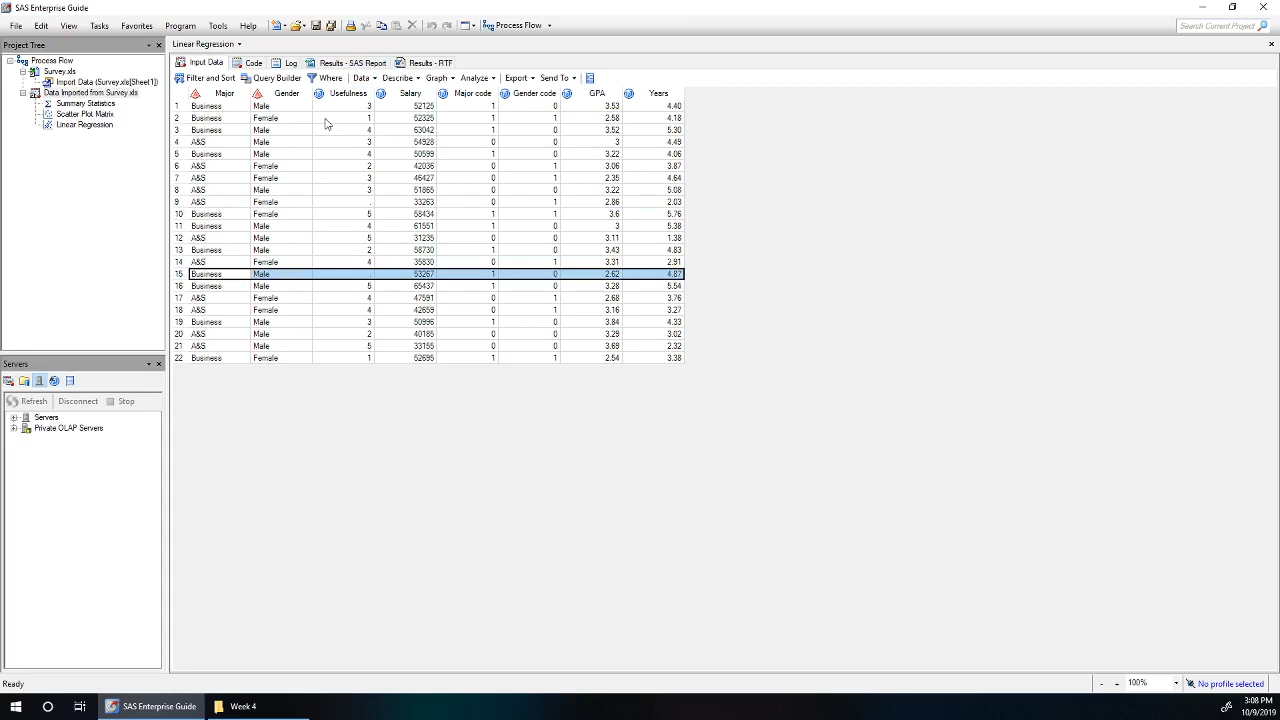 SAS Enterprise Guide
File Edit View Tasks Favorites Program Tools Help Process Flow Search Current Project
Project Tree
Process Flow
Survey.xls
Import Data (Survey.xls[Sheet1])
Data Imported from Survey.xls
Summary Statistics
Scatter Plot Matrix
Linear Regression
Servers
Refresh Disconnect Stop
Servers
Private OLAP Servers
Linear Regression
Input Data Code Log Results - SAS Report Results - RTF
Filter and Sort Query Builder Where Data Describe Graph Analyze Export Send To
Major Gender Usefulness Salary Major code Gender code GPA Years
1 Business Male 3 52125 1 0 3.53 4.40
2 Business Female 1 52325 1 1 2.58 4.18
3 Business Male 4 63042 1 0 3.52 5.30
4 A&S Male 3 54928 0 0 3 4.49
5 Business Male 4 50599 1 0 3.22 4.06
6 A&S Female 2 42036 0 1 3.06 3.87
7 A&S Female 3 46427 0 1 2.35 4.64
8 A&S Male 3 51865 0 0 3.22 5.08
9 A&S Female . 33263 0 1 2.86 2.03
10 Business Female 5 58434 1 1 3.6 5.76
11 Business Male 4 61551 1 0 3 5.38
12 A&S Male 5 31235 0 0 3.11 1.38
13 Business Male 2 58730 1 0 3.43 4.83
14 A&S Female 4 35830 0 1 3.31 2.91
15 Business Male . 53267 1 0 2.62 4.87
16 Business Male 5 65437 1 0 3.28 5.54
17 A&S Female 4 47591 0 1 2.68 3.76
18 A&S Female 4 42659 0 1 3.16 3.27
19 Business Male 3 50996 1 0 3.84 4.33
20 A&S Male 2 40185 0 0 3.29 3.02
21 A&S Male 5 33155 0 0 3.69 2.32
22 Business Female 1 52695 1 1 2.54 3.38
Ready - + 100% No profile selected
SAS Enterprise Guide Week 4 3:08 PM
10/9/2019